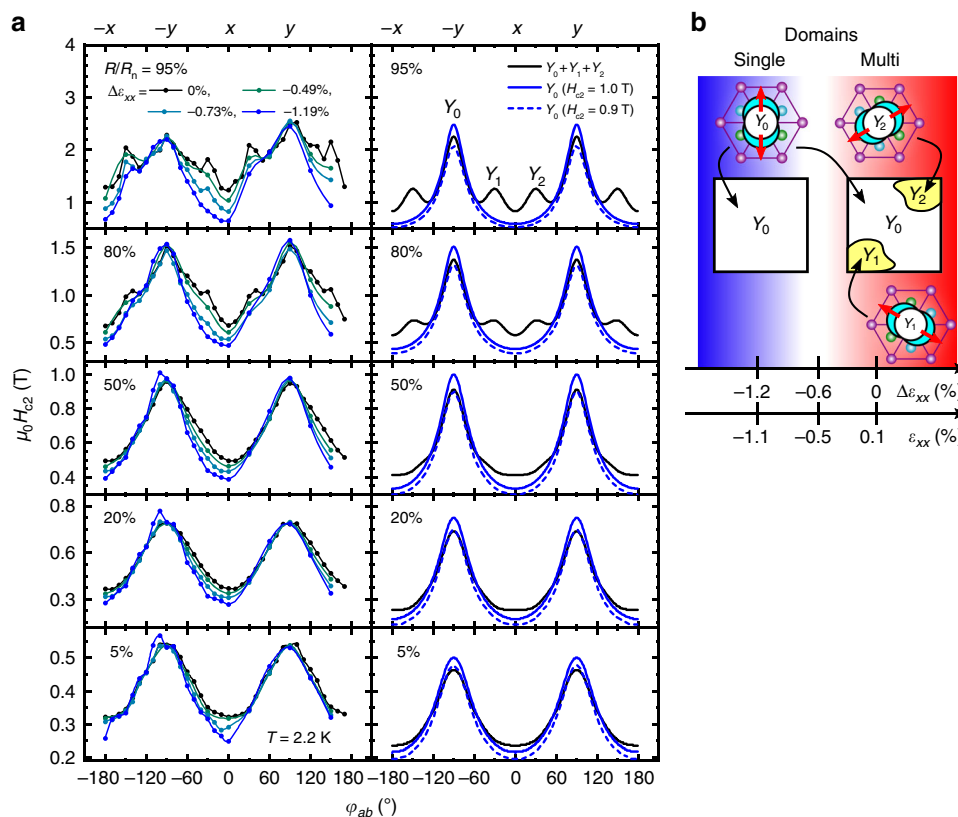 a
−x −y x y −x −y x y
R/Rn = 95%
Δεxx = 0%, −0.49%,
−0.73%, −1.19%
4
3
2
1
95%
Y0 + Y1 + Y2
Y0 (Hc2 = 1.0 T)
Y0 (Hc2 = 0.9 T)
Y0
Y1 Y2
80%
1.5
1.0
0.5
80%
50%
1.0
0.8
0.6
0.4
50%
20%
0.8
0.6
0.3
20%
5%
0.5
0.4
0.3
0.2
T = 2.2 K
5%
μ0Hc2 (T)
−180 −120 −60 0 60 120 −180 −120 −60 0 60 120 180
φab (°)
b
Domains
Single Multi
Y0 Y2
Y0 Y0 Y2
Y1
Y1
−1.2 −0.6 0 Δεxx (%)
−1.1 −0.5 0.1 εxx (%)